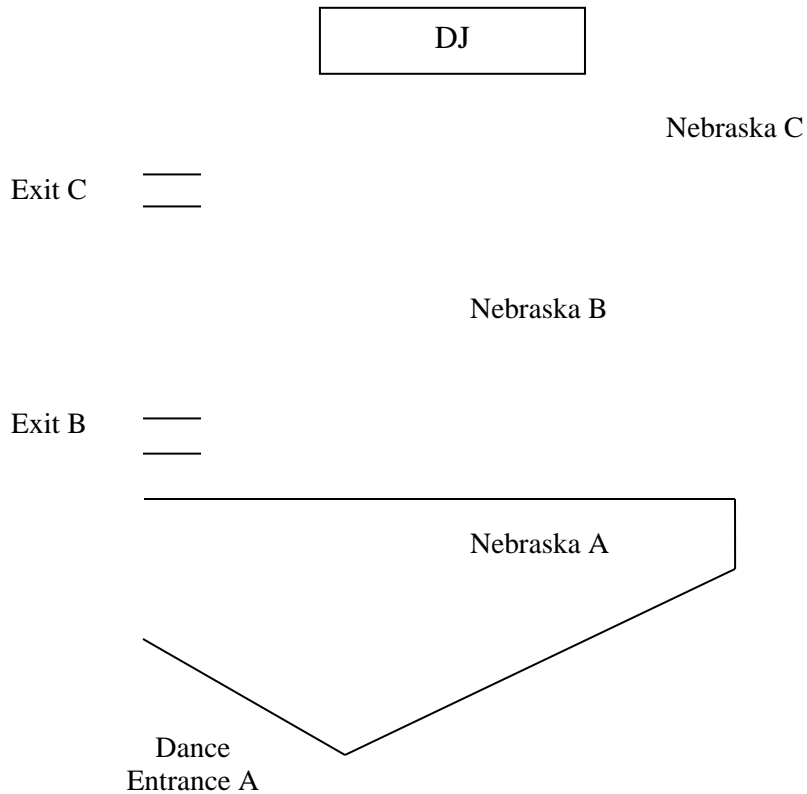 DJ
Nebraska C
Exit C
Nebraska B
Exit B
Nebraska A
Dance
Entrance A